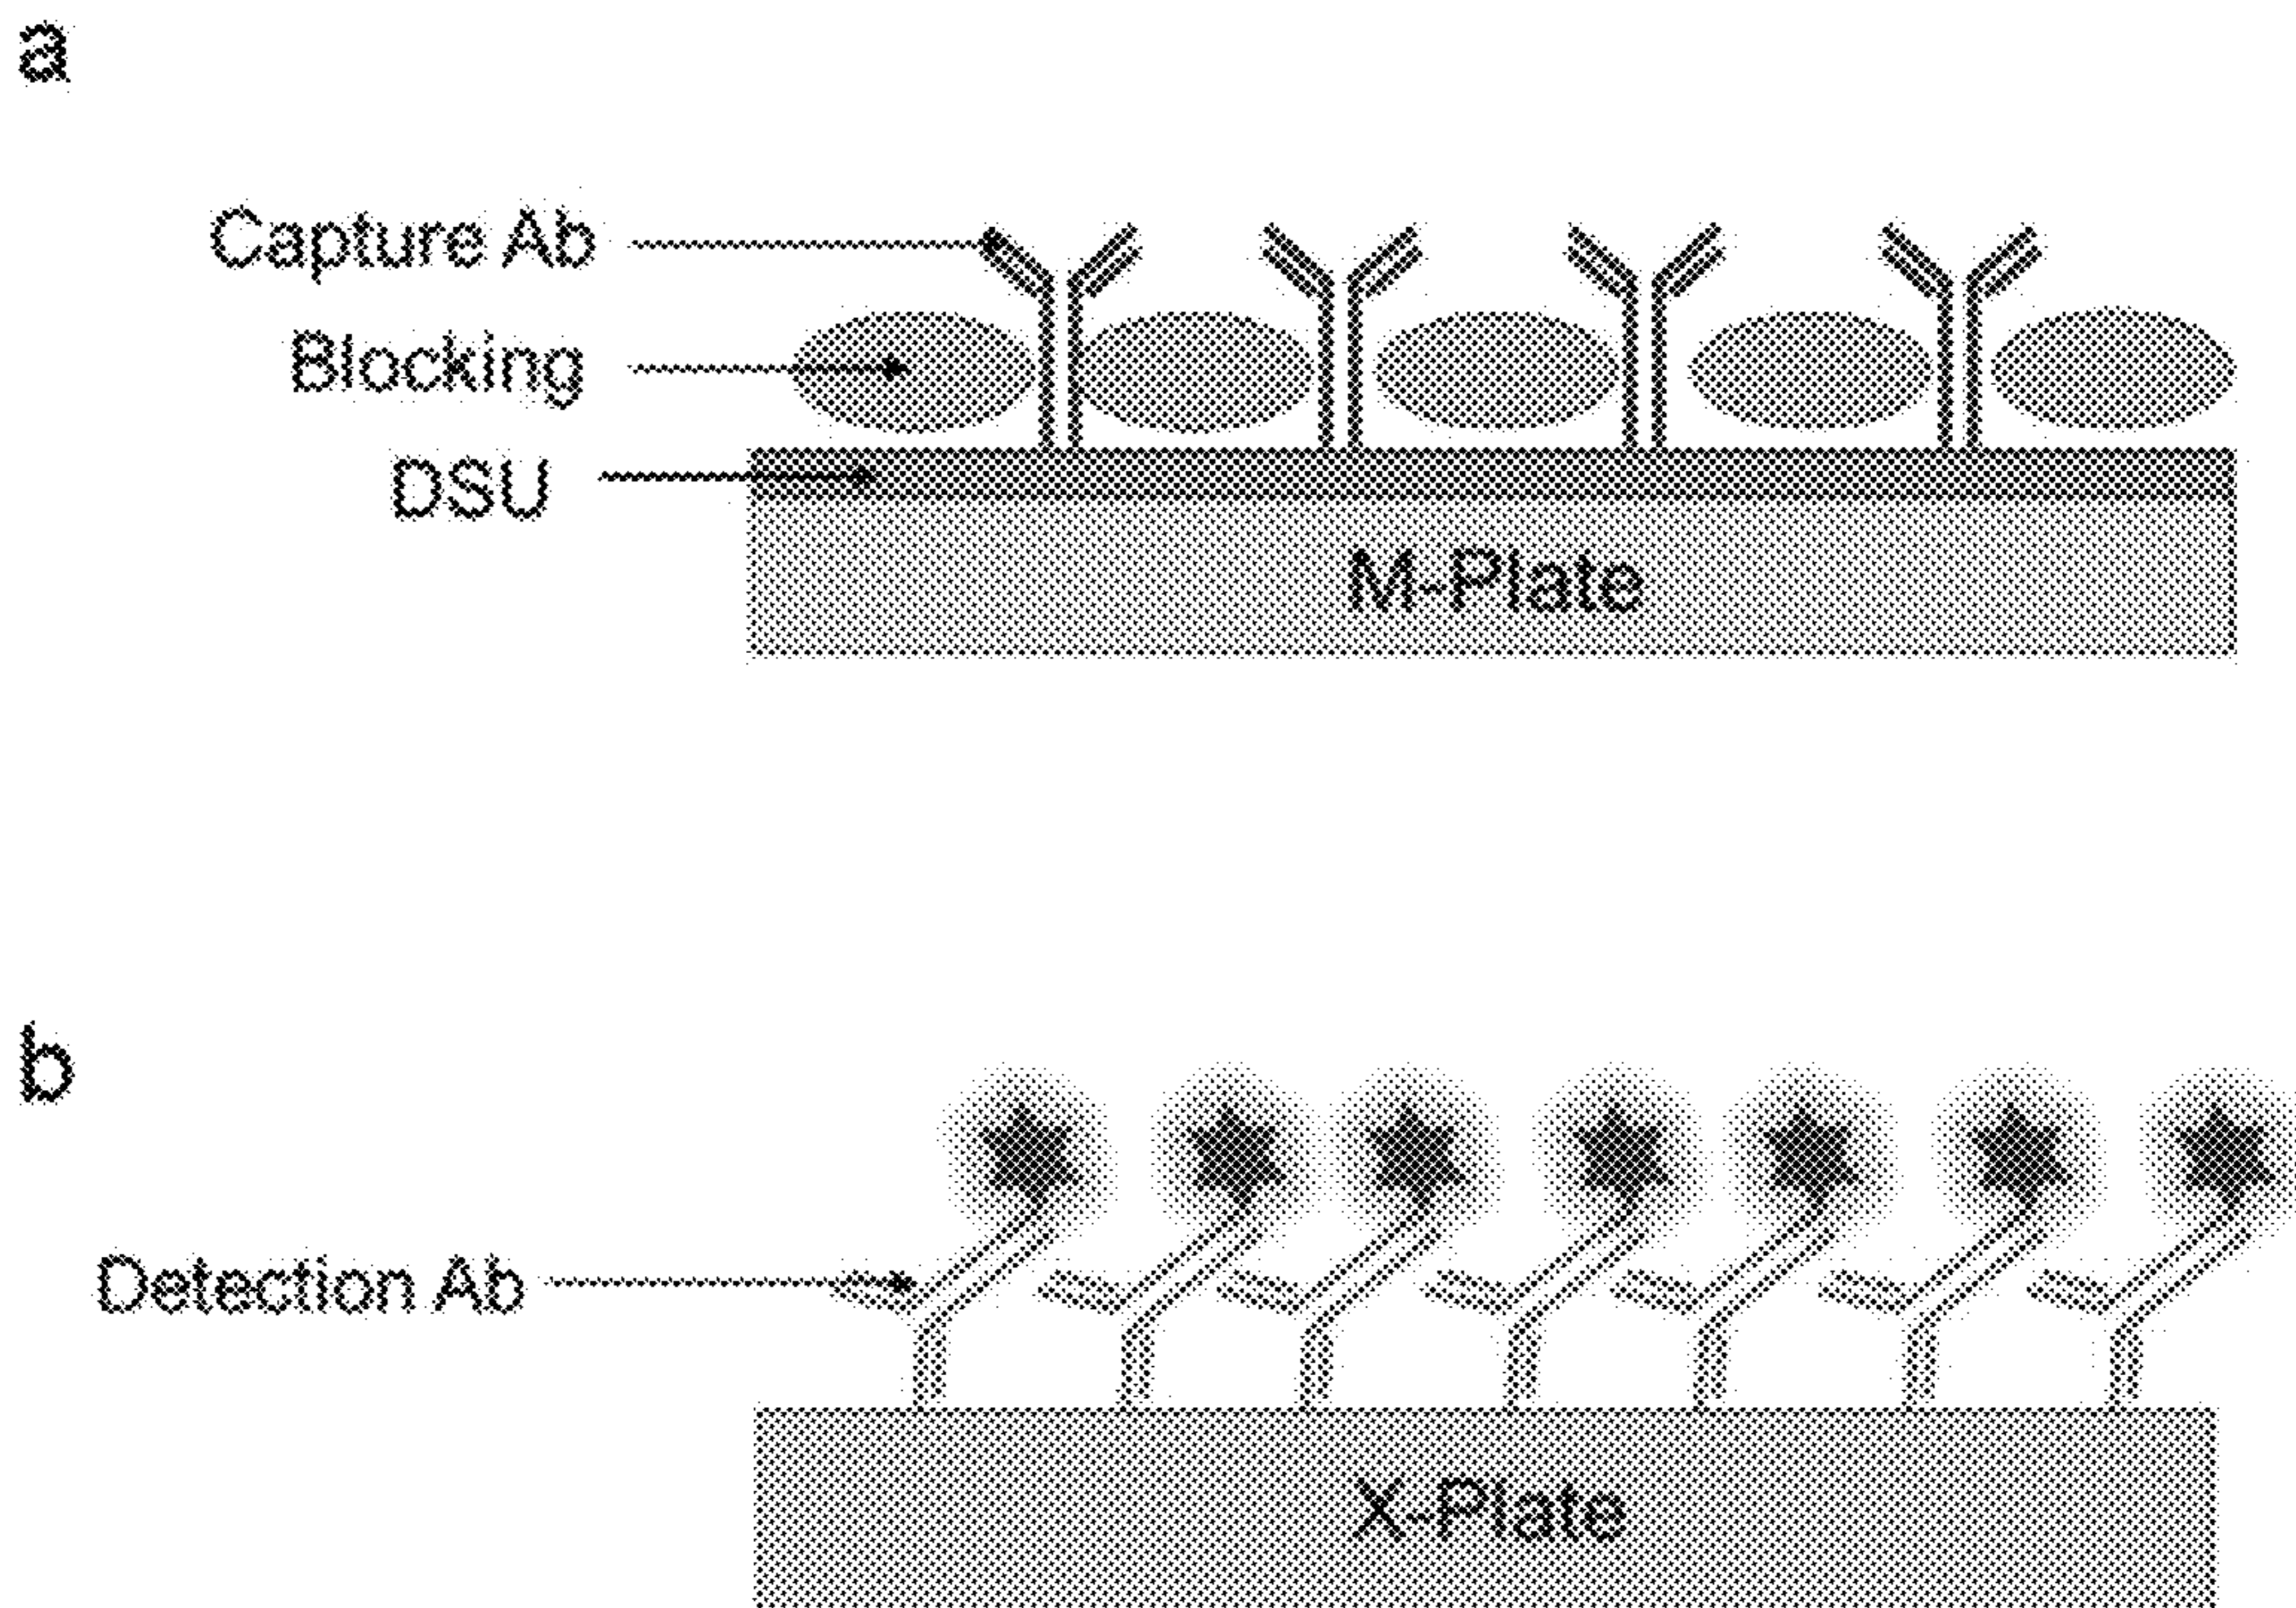 a
Capture Ab
Blocking
DSU
M-Plate
b
Detection Ab
X-Plate